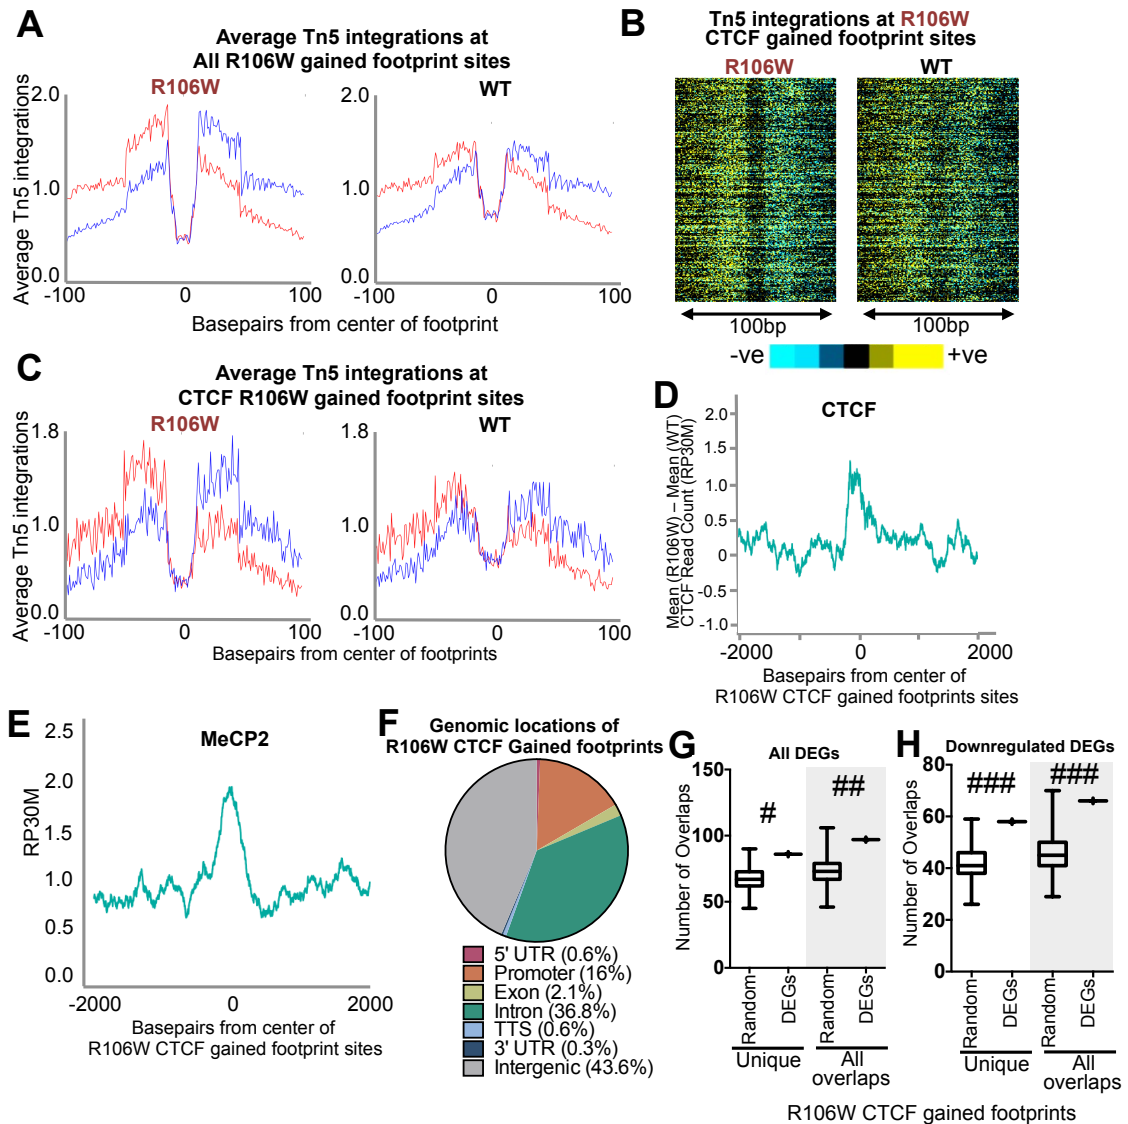 A
Average Tn5 integrations at
All R106W gained footprint sites
R106W
WT
Average Tn5 integrations
2.0
1.0
0.0
2.0
1.0
0.0
-100
0
100
-100
0
100
Basepairs from center of footprint
B
Tn5 integrations at R106W
CTCF gained footprint sites
R106W
WT
100bp
100bp
-ve
+ve
C
Average Tn5 integrations at
CTCF R106W gained footprint sites
R106W
WT
Average Tn5 integrations
1.8
1.0
0.0
1.8
1.0
0.0
-100
0
100
-100
0
100
Basepairs from center of footprints
D
CTCF
Mean (R106W) – Mean (WT)
CTCF Read Count (RP30M)
2.0
1.5
1.0
0.5
0
-0.5
-1.0
-2000
0
2000
Basepairs from center of
R106W CTCF gained footprints sites
E
MeCP2
RP30M
2.5
2.0
1.5
1.0
0.5
0.0
-2000
0
2000
Basepairs from center of
R106W CTCF gained footprint sites
F
Genomic locations of
R106W CTCF Gained footprints
5' UTR (0.6%)
Promoter (16%)
Exon (2.1%)
Intron (36.8%)
TTS (0.6%)
3' UTR (0.3%)
Intergenic (43.6%)
G
All DEGs
Number of Overlaps
150
100
50
0
#
##
Random
DEGs
Random
DEGs
Unique
All
overlaps
H
Downregulated DEGs
Number of Overlaps
80
60
40
20
0
###
###
Random
DEGs
Random
DEGs
Unique
All
overlaps
R106W CTCF gained footprints